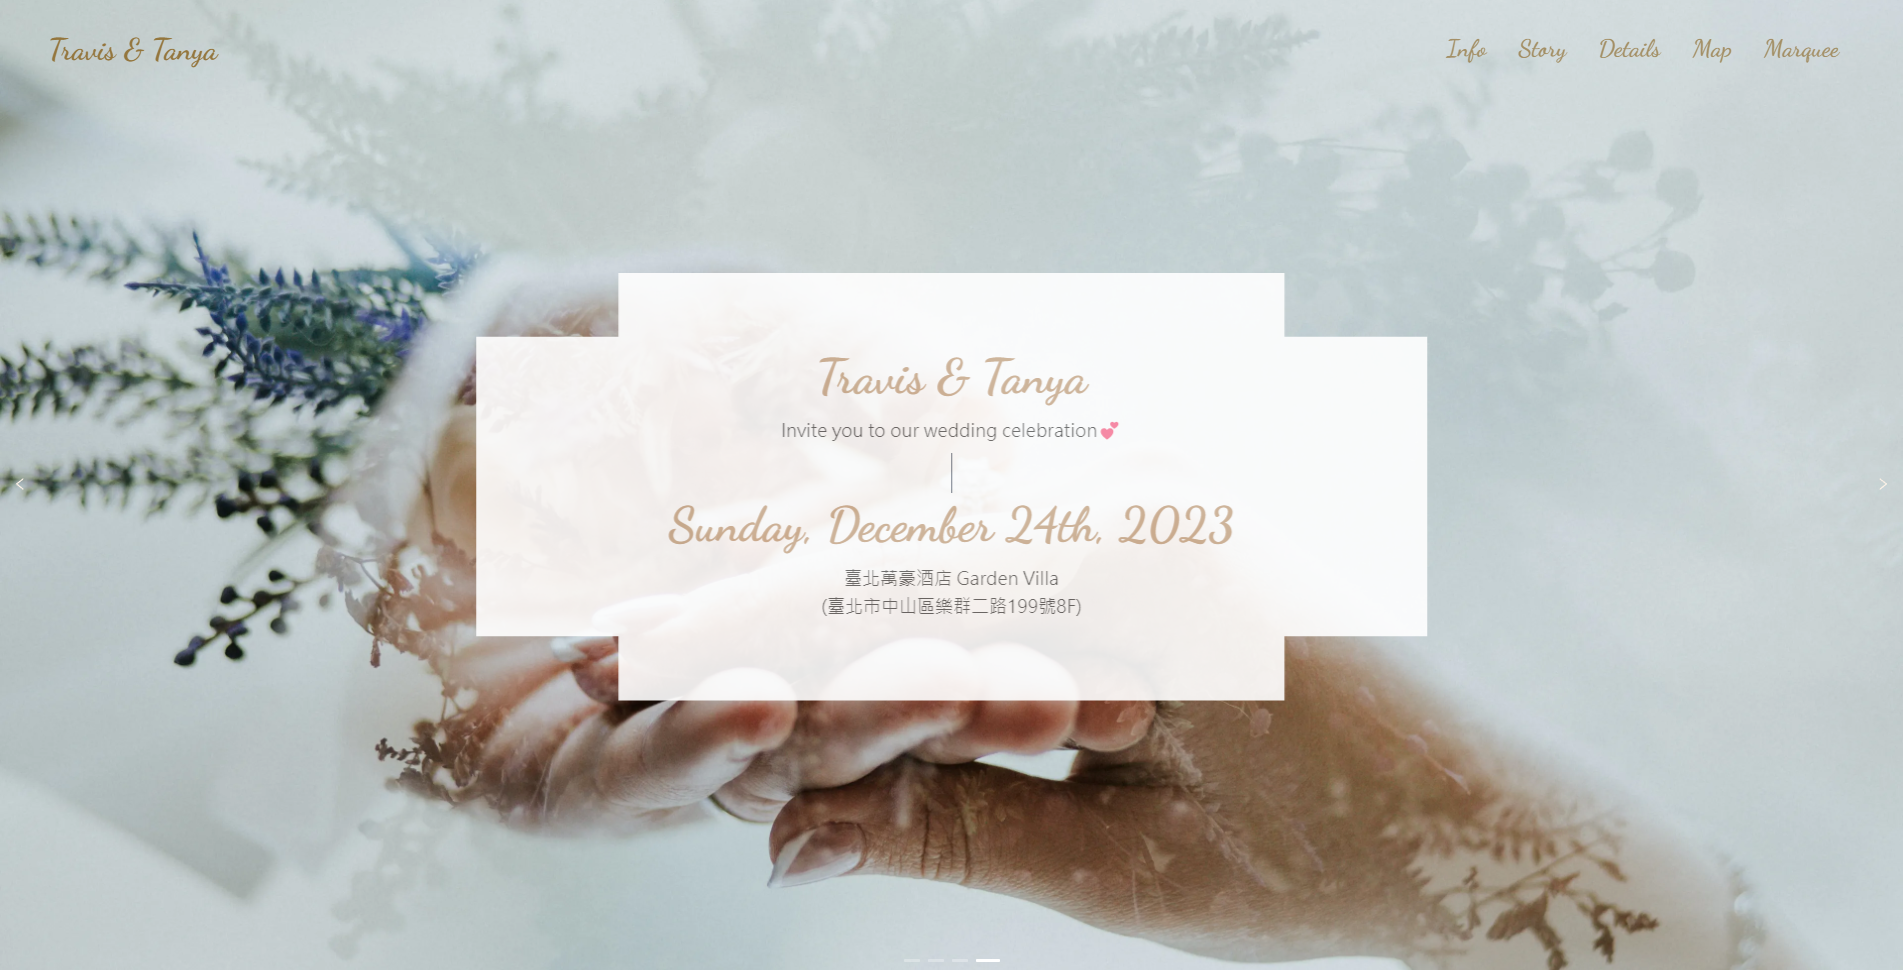 Travis & Tanya
Info Story Details Map Marquee
Travis & Tanya
Invite you to our wedding celebration💕
Sunday, December 24th, 2023
臺北萬豪酒店 Garden Villa
(臺北市中山區樂群二路199號8F)